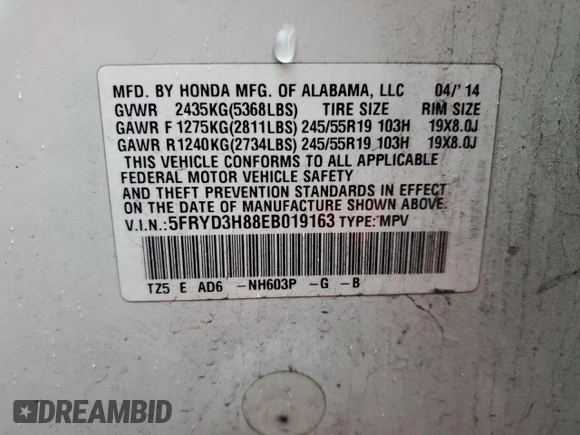 MFD. BY HONDA MFG. OF ALABAMA, LLC 04/'14
GVWR 2435KG(5368LBS) TIRE SIZE RIM SIZE
GAWR F 1275KG(2811LBS) 245/55R19 103H 19X8.0J
GAWR R 1240KG(2734LBS) 245/55R19 103H 19X8.0J
THIS VEHICLE CONFORMS TO ALL APPLICABLE
FEDERAL MOTOR VEHICLE SAFETY
AND THEFT PREVENTION STANDARDS IN EFFECT
ON THE DATE OF MANUFACTURE SHOWN ABOVE.
V.I.N.:5FRYD3H88EB019163 TYPE:MPV
TZ5 E AD6 -NH603P -G -B
DREAMBID